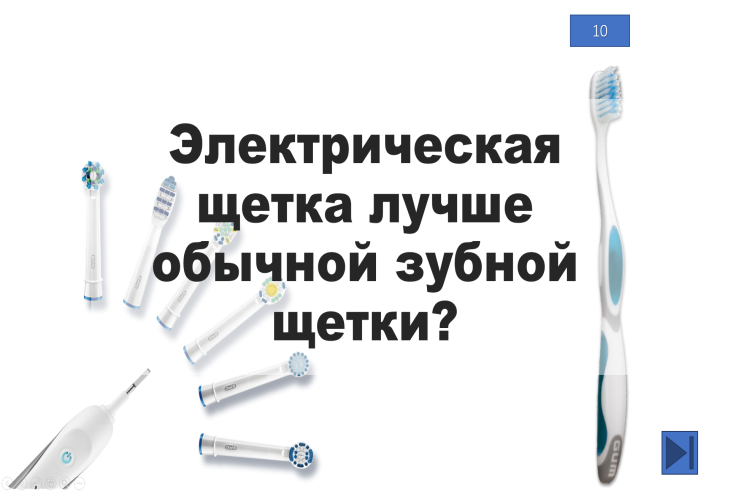 10
Электрическая
щетка лучше
обычной зубной
щетки?
GUM